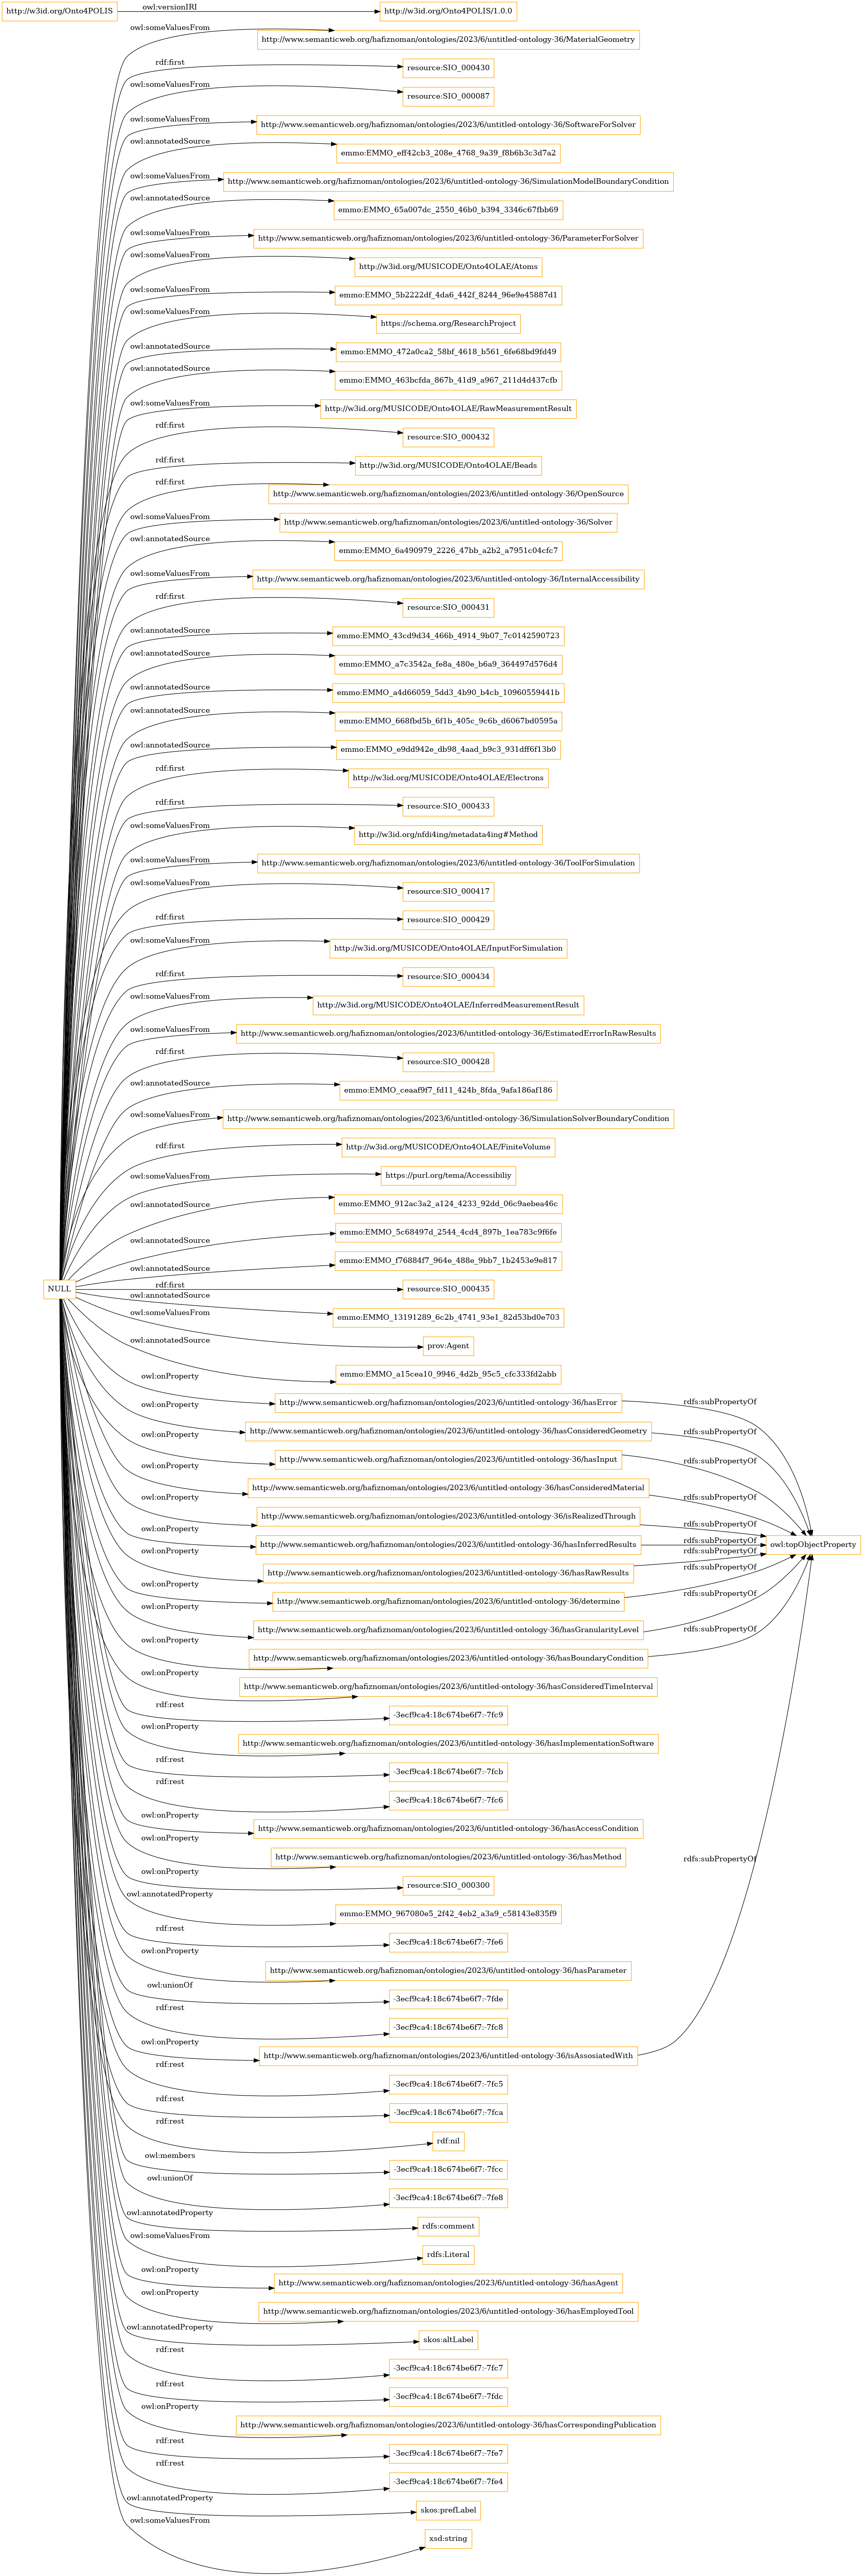 http://w3id.org/Onto4POLIS
owl:versionIRI
http://w3id.org/Onto4POLIS/1.0.0
owl:someValuesFrom
http://www.semanticweb.org/hafiznoman/ontologies/2023/6/untitled-ontology-36/MaterialGeometry
rdf:first
resource:SIO_000430
owl:someValuesFrom
resource:SIO_000087
owl:someValuesFrom
http://www.semanticweb.org/hafiznoman/ontologies/2023/6/untitled-ontology-36/SoftwareForSolver
owl:annotatedSource
emmo:EMMO_eff42cb3_208e_4768_9a39_f8b6b3c3d7a2
owl:someValuesFrom
http://www.semanticweb.org/hafiznoman/ontologies/2023/6/untitled-ontology-36/SimulationModelBoundaryCondition
owl:annotatedSource
emmo:EMMO_65a007dc_2550_46b0_b394_3346c67fbb69
owl:someValuesFrom
http://www.semanticweb.org/hafiznoman/ontologies/2023/6/untitled-ontology-36/ParameterForSolver
owl:someValuesFrom
http://w3id.org/MUSICODE/Onto4OLAE/Atoms
owl:someValuesFrom
emmo:EMMO_5b2222df_4da6_442f_8244_96e9e45887d1
owl:someValuesFrom
https://schema.org/ResearchProject
owl:annotatedSource
emmo:EMMO_472a0ca2_58bf_4618_b561_6fe68bd9fd49
owl:annotatedSource
emmo:EMMO_463bcfda_867b_41d9_a967_211d4d437cfb
owl:someValuesFrom
http://w3id.org/MUSICODE/Onto4OLAE/RawMeasurementResult
rdf:first
resource:SIO_000432
rdf:first
http://w3id.org/MUSICODE/Onto4OLAE/Beads
rdf:first
http://www.semanticweb.org/hafiznoman/ontologies/2023/6/untitled-ontology-36/OpenSource
owl:someValuesFrom
http://www.semanticweb.org/hafiznoman/ontologies/2023/6/untitled-ontology-36/Solver
owl:annotatedSource
emmo:EMMO_6a490979_2226_47bb_a2b2_a7951c04cfc7
owl:someValuesFrom
http://www.semanticweb.org/hafiznoman/ontologies/2023/6/untitled-ontology-36/InternalAccessibility
rdf:first
resource:SIO_000431
owl:annotatedSource
emmo:EMMO_43cd9d34_466b_4914_9b07_7c0142590723
owl:annotatedSource
emmo:EMMO_a7c3542a_fe8a_480e_b6a9_364497d576d4
owl:annotatedSource
emmo:EMMO_a4d66059_5dd3_4b90_b4cb_10960559441b
owl:annotatedSource
emmo:EMMO_668fbd5b_6f1b_405c_9c6b_d6067bd0595a
owl:annotatedSource
emmo:EMMO_e9dd942e_db98_4aad_b9c3_931dff6f13b0
rdf:first
http://w3id.org/MUSICODE/Onto4OLAE/Electrons
rdf:first
resource:SIO_000433
owl:someValuesFrom
http://w3id.org/nfdi4ing/metadata4ing#Method
owl:someValuesFrom
http://www.semanticweb.org/hafiznoman/ontologies/2023/6/untitled-ontology-36/ToolForSimulation
owl:someValuesFrom
resource:SIO_000417
rdf:first
resource:SIO_000429
owl:someValuesFrom
http://w3id.org/MUSICODE/Onto4OLAE/InputForSimulation
rdf:first
resource:SIO_000434
owl:someValuesFrom
http://w3id.org/MUSICODE/Onto4OLAE/InferredMeasurementResult
owl:someValuesFrom
http://www.semanticweb.org/hafiznoman/ontologies/2023/6/untitled-ontology-36/EstimatedErrorInRawResults
rdf:first
resource:SIO_000428
owl:annotatedSource
emmo:EMMO_ceaaf9f7_fd11_424b_8fda_9afa186af186
owl:someValuesFrom
http://www.semanticweb.org/hafiznoman/ontologies/2023/6/untitled-ontology-36/SimulationSolverBoundaryCondition
rdf:first
http://w3id.org/MUSICODE/Onto4OLAE/FiniteVolume
owl:someValuesFrom
https://purl.org/tema/Accessibiliy
owl:annotatedSource
emmo:EMMO_912ac3a2_a124_4233_92dd_06c9aebea46c
owl:annotatedSource
emmo:EMMO_5c68497d_2544_4cd4_897b_1ea783c9f6fe
owl:annotatedSource
emmo:EMMO_f76884f7_964e_488e_9bb7_1b2453e9e817
NULL
rdf:first
resource:SIO_000435
owl:annotatedSource
emmo:EMMO_13191289_6c2b_4741_93e1_82d53bd0e703
owl:someValuesFrom
prov:Agent
owl:annotatedSource
emmo:EMMO_a15cea10_9946_4d2b_95c5_cfc333fd2abb
owl:onProperty
http://www.semanticweb.org/hafiznoman/ontologies/2023/6/untitled-ontology-36/hasError
rdfs:subPropertyOf
owl:onProperty
http://www.semanticweb.org/hafiznoman/ontologies/2023/6/untitled-ontology-36/hasConsideredGeometry
rdfs:subPropertyOf
owl:onProperty
http://www.semanticweb.org/hafiznoman/ontologies/2023/6/untitled-ontology-36/hasInput
rdfs:subPropertyOf
owl:onProperty
http://www.semanticweb.org/hafiznoman/ontologies/2023/6/untitled-ontology-36/hasConsideredMaterial
rdfs:subPropertyOf
owl:onProperty
http://www.semanticweb.org/hafiznoman/ontologies/2023/6/untitled-ontology-36/isRealizedThrough
rdfs:subPropertyOf
owl:onProperty
http://www.semanticweb.org/hafiznoman/ontologies/2023/6/untitled-ontology-36/hasInferredResults
rdfs:subPropertyOf
owl:topObjectProperty
owl:onProperty
http://www.semanticweb.org/hafiznoman/ontologies/2023/6/untitled-ontology-36/hasRawResults
rdfs:subPropertyOf
owl:onProperty
http://www.semanticweb.org/hafiznoman/ontologies/2023/6/untitled-ontology-36/determine
rdfs:subPropertyOf
owl:onProperty
http://www.semanticweb.org/hafiznoman/ontologies/2023/6/untitled-ontology-36/hasGranularityLevel
rdfs:subPropertyOf
owl:onProperty
http://www.semanticweb.org/hafiznoman/ontologies/2023/6/untitled-ontology-36/hasBoundaryCondition
rdfs:subPropertyOf
owl:onProperty
http://www.semanticweb.org/hafiznoman/ontologies/2023/6/untitled-ontology-36/hasConsideredTimeInterval
rdf:rest
-3ecf9ca4:18c674be6f7:-7fc9
owl:onProperty
http://www.semanticweb.org/hafiznoman/ontologies/2023/6/untitled-ontology-36/hasImplementationSoftware
rdf:rest
-3ecf9ca4:18c674be6f7:-7fcb
rdf:rest
-3ecf9ca4:18c674be6f7:-7fc6
owl:onProperty
http://www.semanticweb.org/hafiznoman/ontologies/2023/6/untitled-ontology-36/hasAccessCondition
owl:onProperty
http://www.semanticweb.org/hafiznoman/ontologies/2023/6/untitled-ontology-36/hasMethod
rdfs:subPropertyOf
owl:onProperty
resource:SIO_000300
owl:annotatedProperty
emmo:EMMO_967080e5_2f42_4eb2_a3a9_c58143e835f9
rdf:rest
-3ecf9ca4:18c674be6f7:-7fe6
owl:onProperty
http://www.semanticweb.org/hafiznoman/ontologies/2023/6/untitled-ontology-36/hasParameter
owl:unionOf
-3ecf9ca4:18c674be6f7:-7fde
rdf:rest
-3ecf9ca4:18c674be6f7:-7fc8
owl:onProperty
http://www.semanticweb.org/hafiznoman/ontologies/2023/6/untitled-ontology-36/isAssosiatedWith
rdf:rest
-3ecf9ca4:18c674be6f7:-7fc5
rdf:rest
-3ecf9ca4:18c674be6f7:-7fca
rdf:rest
rdf:nil
owl:members
-3ecf9ca4:18c674be6f7:-7fcc
owl:unionOf
-3ecf9ca4:18c674be6f7:-7fe8
owl:annotatedProperty
rdfs:comment
owl:someValuesFrom
rdfs:Literal
owl:onProperty
http://www.semanticweb.org/hafiznoman/ontologies/2023/6/untitled-ontology-36/hasAgent
owl:onProperty
http://www.semanticweb.org/hafiznoman/ontologies/2023/6/untitled-ontology-36/hasEmployedTool
owl:annotatedProperty
skos:altLabel
rdf:rest
-3ecf9ca4:18c674be6f7:-7fc7
rdf:rest
-3ecf9ca4:18c674be6f7:-7fdc
owl:onProperty
http://www.semanticweb.org/hafiznoman/ontologies/2023/6/untitled-ontology-36/hasCorrespondingPublication
rdf:rest
-3ecf9ca4:18c674be6f7:-7fe7
rdf:rest
-3ecf9ca4:18c674be6f7:-7fe4
owl:annotatedProperty
skos:prefLabel
owl:someValuesFrom
xsd:string